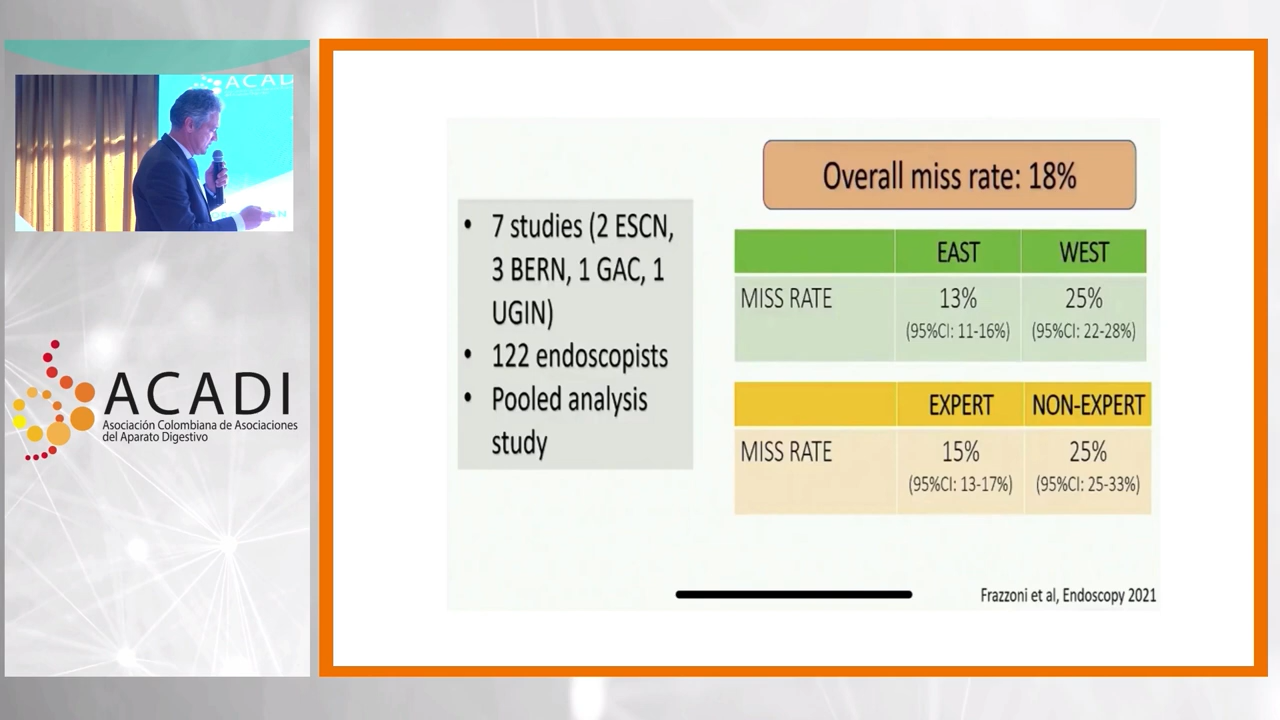 ACAD
ACADI
Asociación Colombiana de Asociaciones
del Aparato Digestivo
• 7 studies (2 ESCN,
3 BERN, 1 GAC, 1
UGIN)
• 122 endoscopists
• Pooled analysis
study
Overall miss rate: 18%
EAST WEST
MISS RATE 13% 25%
(95%CI: 11-16%) (95%CI: 22-28%)
EXPERT NON-EXPERT
MISS RATE 15% 25%
(95%CI: 13-17%) (95%CI: 25-33%)
Frazzoni et al, Endoscopy 2021